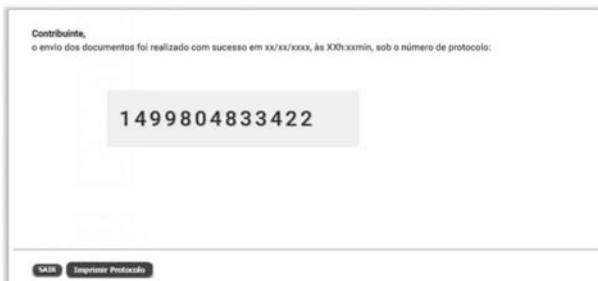 Contribuinte,
o envio dos documentos foi realizado com sucesso em xx/xx/xxxx, às XXh:xxmin, sob o número de protocolo:
1499804833422
SAIR Imprimir Protocolo